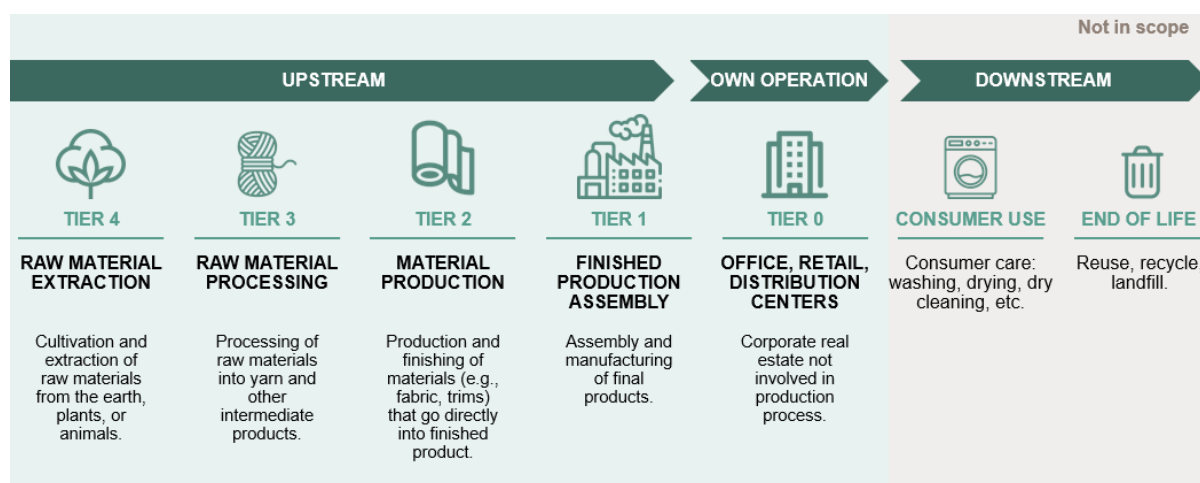 Not in scope
UPSTREAM
OWN OPERATION
DOWNSTREAM
TIER 4
RAW MATERIAL
EXTRACTION
Cultivation and
extraction of
raw materials
from the earth,
plants, or
animals.
TIER 3
RAW MATERIAL
PROCESSING
Processing of
raw materials
into yarn and
other
intermediate
products.
TIER 2
MATERIAL
PRODUCTION
Production and
finishing of
materials (e.g.,
fabric, trims)
that go directly
into finished
product.
TIER 1
FINISHED
PRODUCTION
ASSEMBLY
Assembly and
manufacturing
of final
products.
TIER 0
OFFICE, RETAIL,
DISTRIBUTION
CENTERS
Corporate real
estate not
involved in
production
process.
CONSUMER USE
Consumer care:
washing, drying, dry
cleaning, etc.
END OF LIFE
Reuse, recycle
landfill.